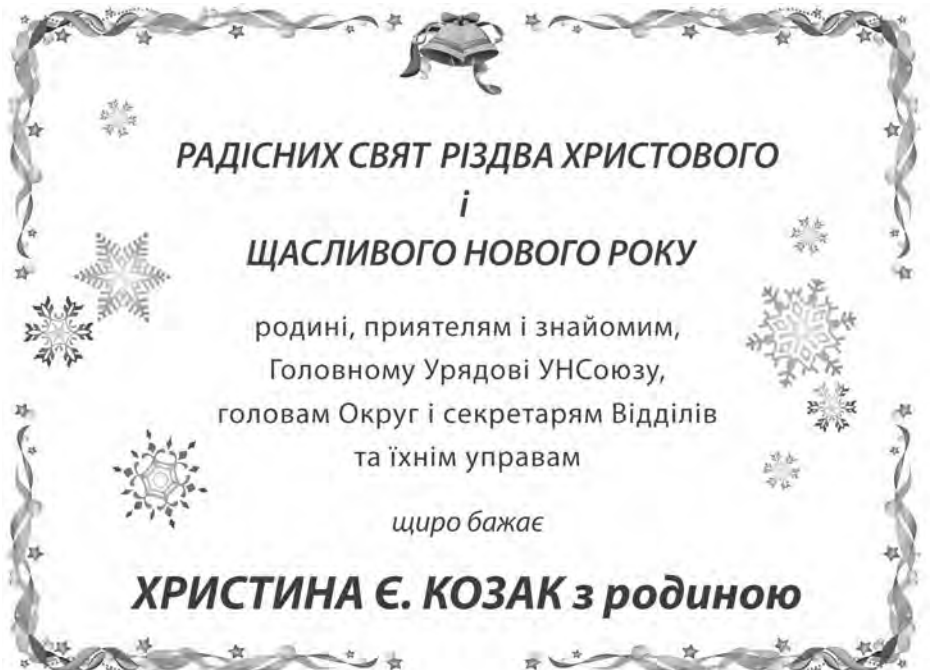 РАДІСНИХ СВЯТ РІЗДВА ХРИСТОВОГО
і
ЩАСЛИВОГО НОВОГО РОКУ
родині, приятелям і знайомим,
Головному Урядові УНСоюзу,
головам Округ і секретарям Відділів
та їхнім управам
щиро бажає
ХРИСТИНА Є. КОЗАК з родиною